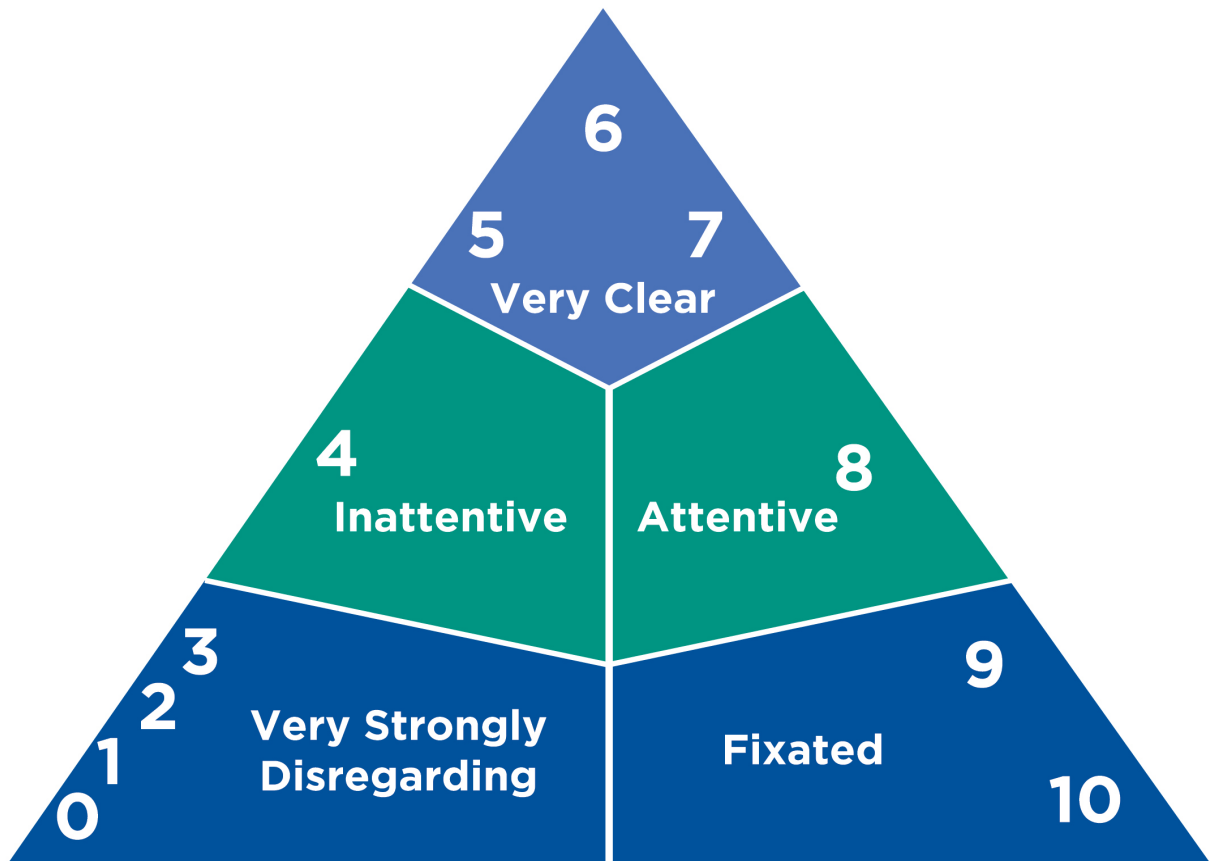 6
5 7
Very Clear
4 8
Inattentive Attentive
3 9
2
Very Strongly
Disregarding
Fixated
1
10
0